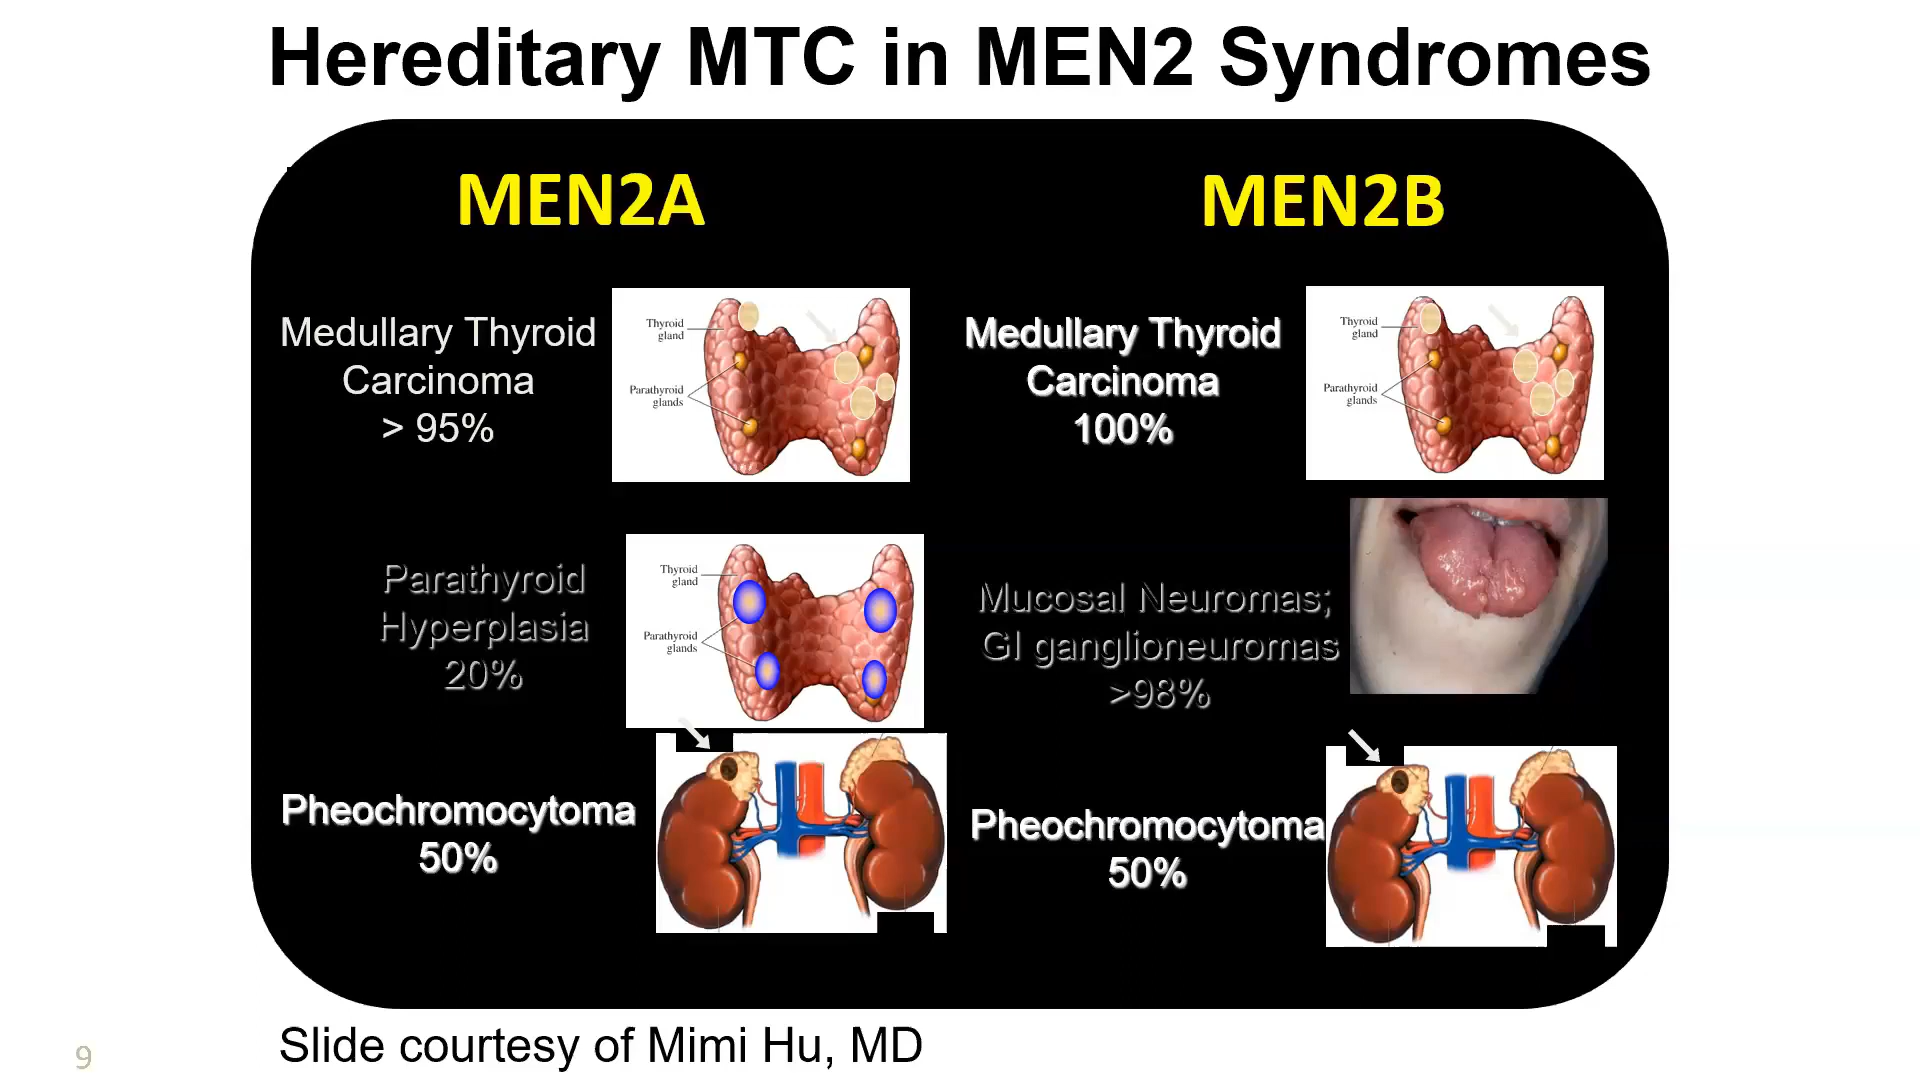 Hereditary MTC in MEN2 Syndromes
MEN2A
Medullary Thyroid
Carcinoma
> 95%
Thyroid
gland
Parathyroid
glands
Parathyroid
Hyperplasia
20%
Thyroid
gland
Parathyroid
glands
Pheochromocytoma
50%
MEN2B
Medullary Thyroid
Carcinoma
100%
Thyroid
gland
Parathyroid
glands
Mucosal Neuromas;
GI ganglioneuromas
>98%
Pheochromocytoma
50%
Slide courtesy of Mimi Hu, MD
9